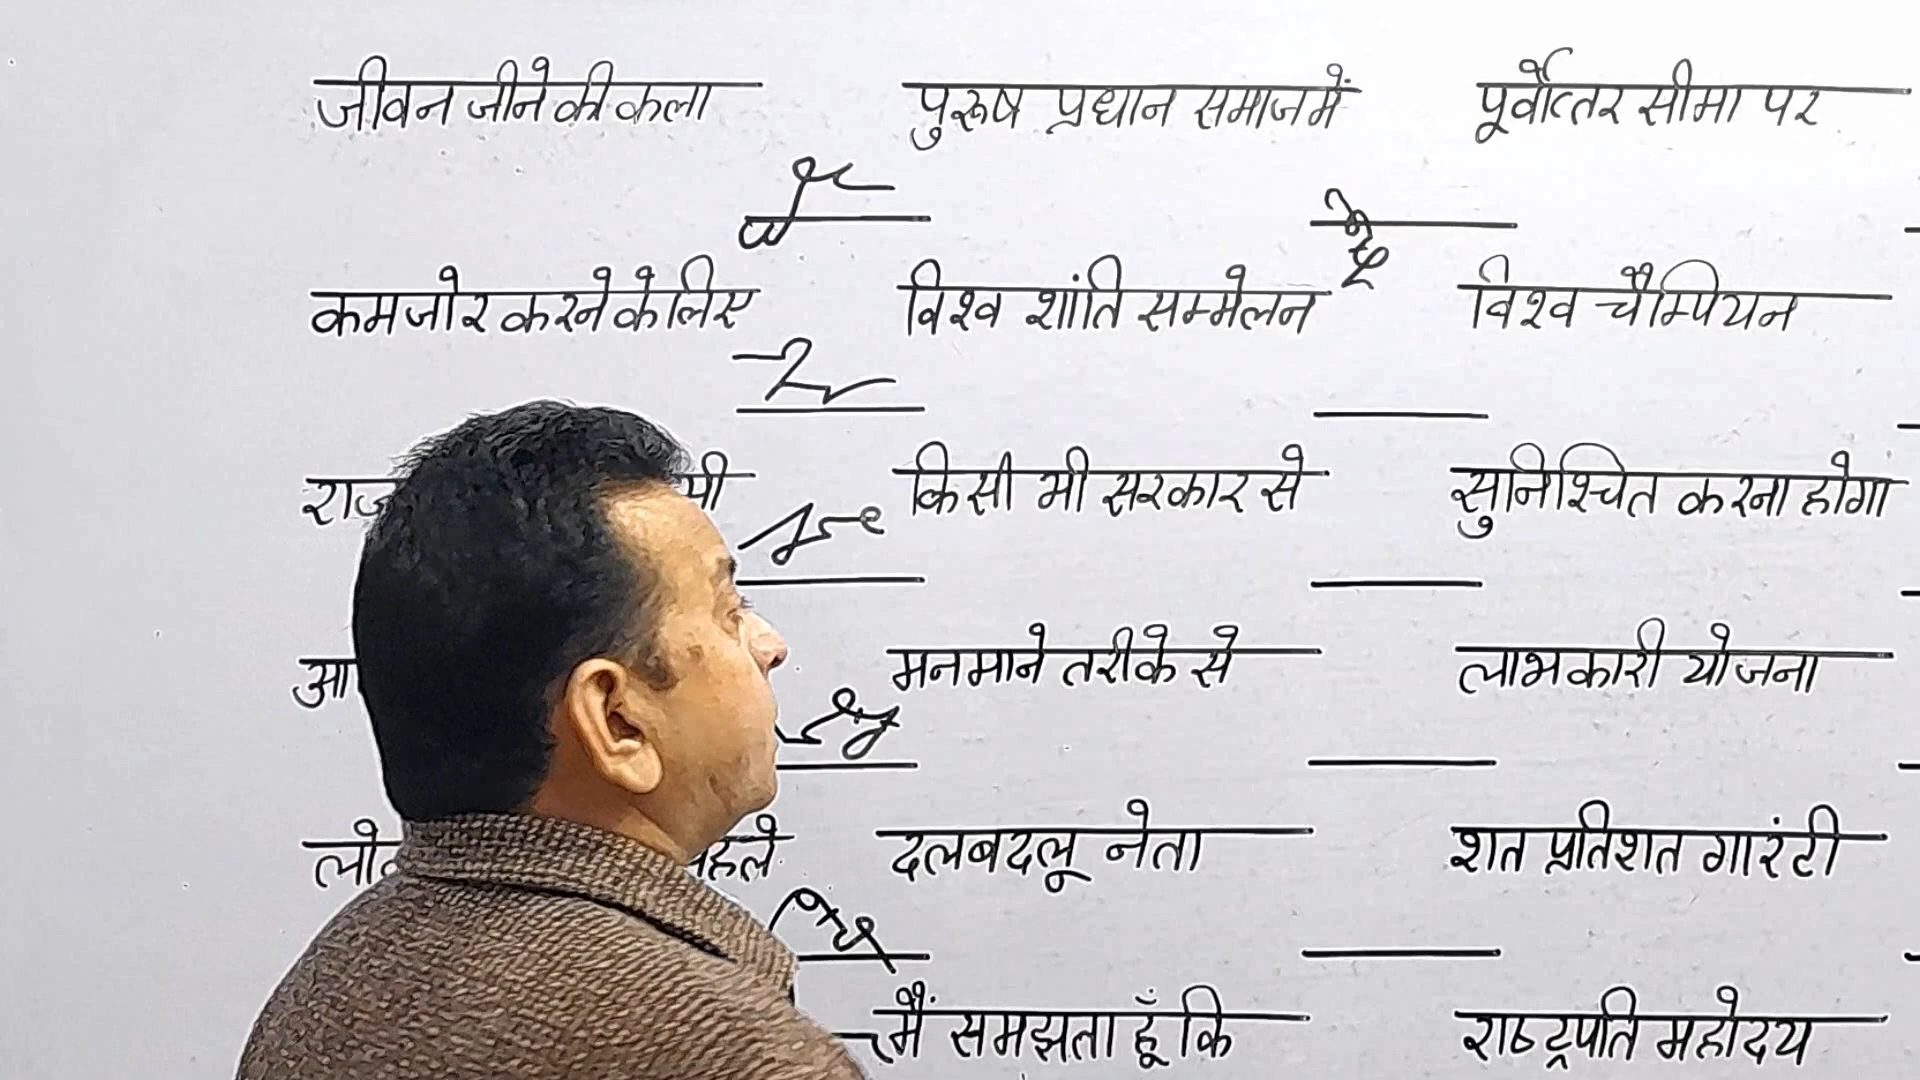 जीवन जीने की कला पुरूष प्रधान समाज में पूर्वोत्तर सीमा पर
कमजोर करने के लिए विश्व शांति सम्मेलन विश्व चैम्पियन
किसी भी सरकार से सुनिश्चित करना होगा
मनमाने तरीके से लाभकारी योजना
दलबदलू नेता शत प्रतिशत गारंटी
मैं समझता हूँ कि राष्ट्रपति महोदय